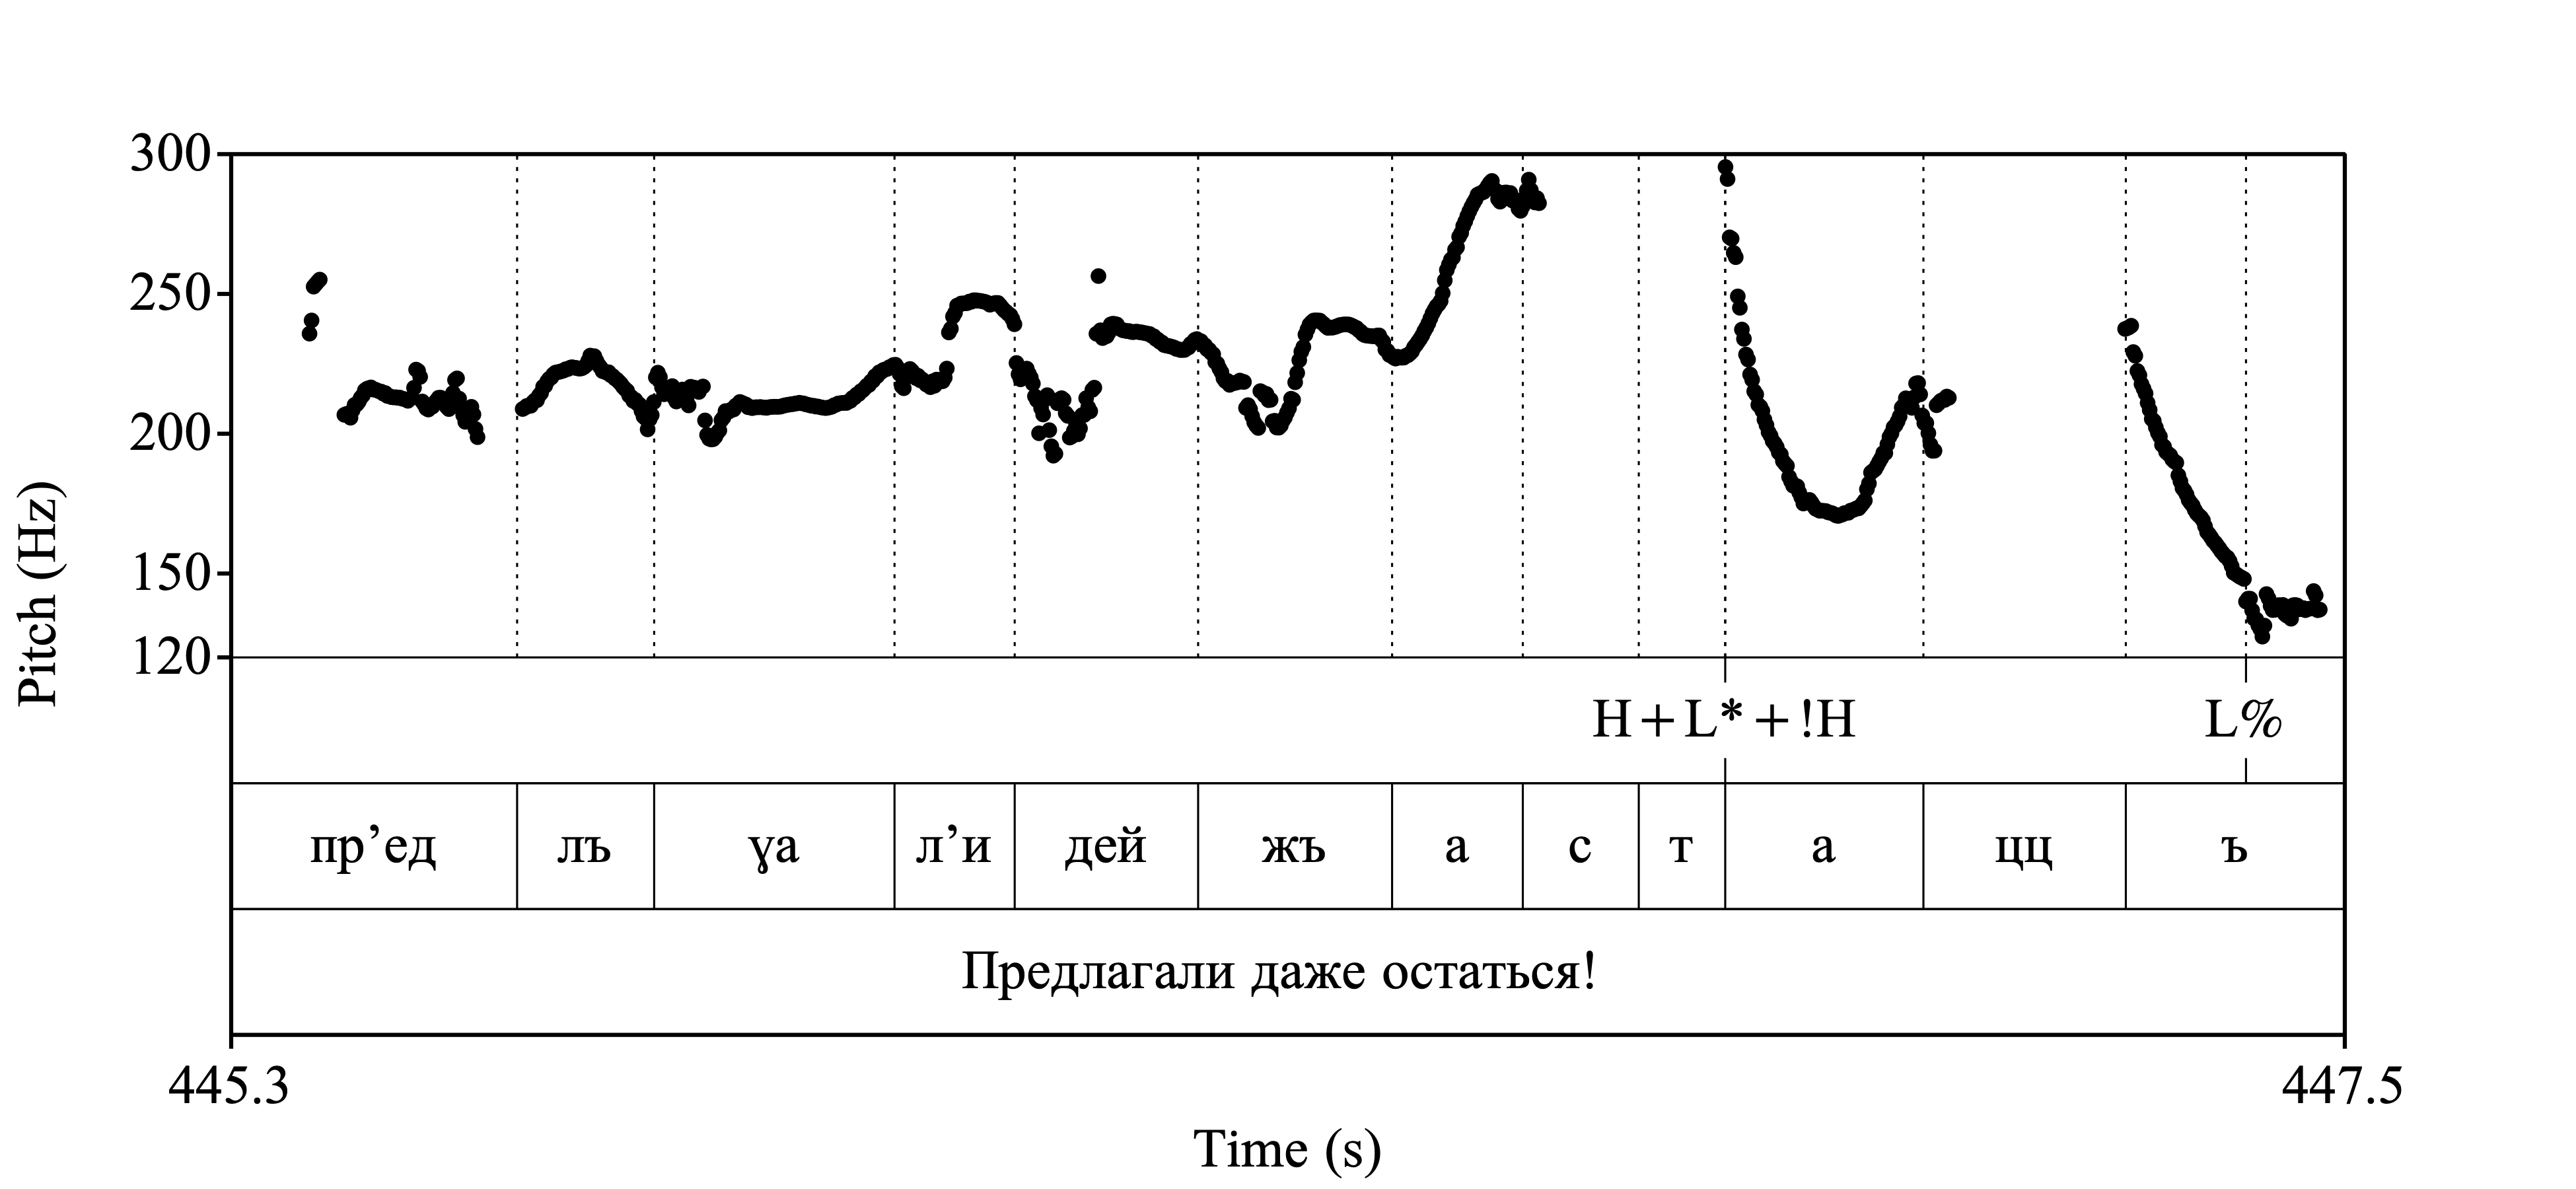 300
250
200
150
120
Pitch (Hz)
H+L*+!H L%
пр’ед лъ ɣа л’и дей жъ а с т а цц ъ
Предлагали даже остаться!
445.3 447.5
Time (s)